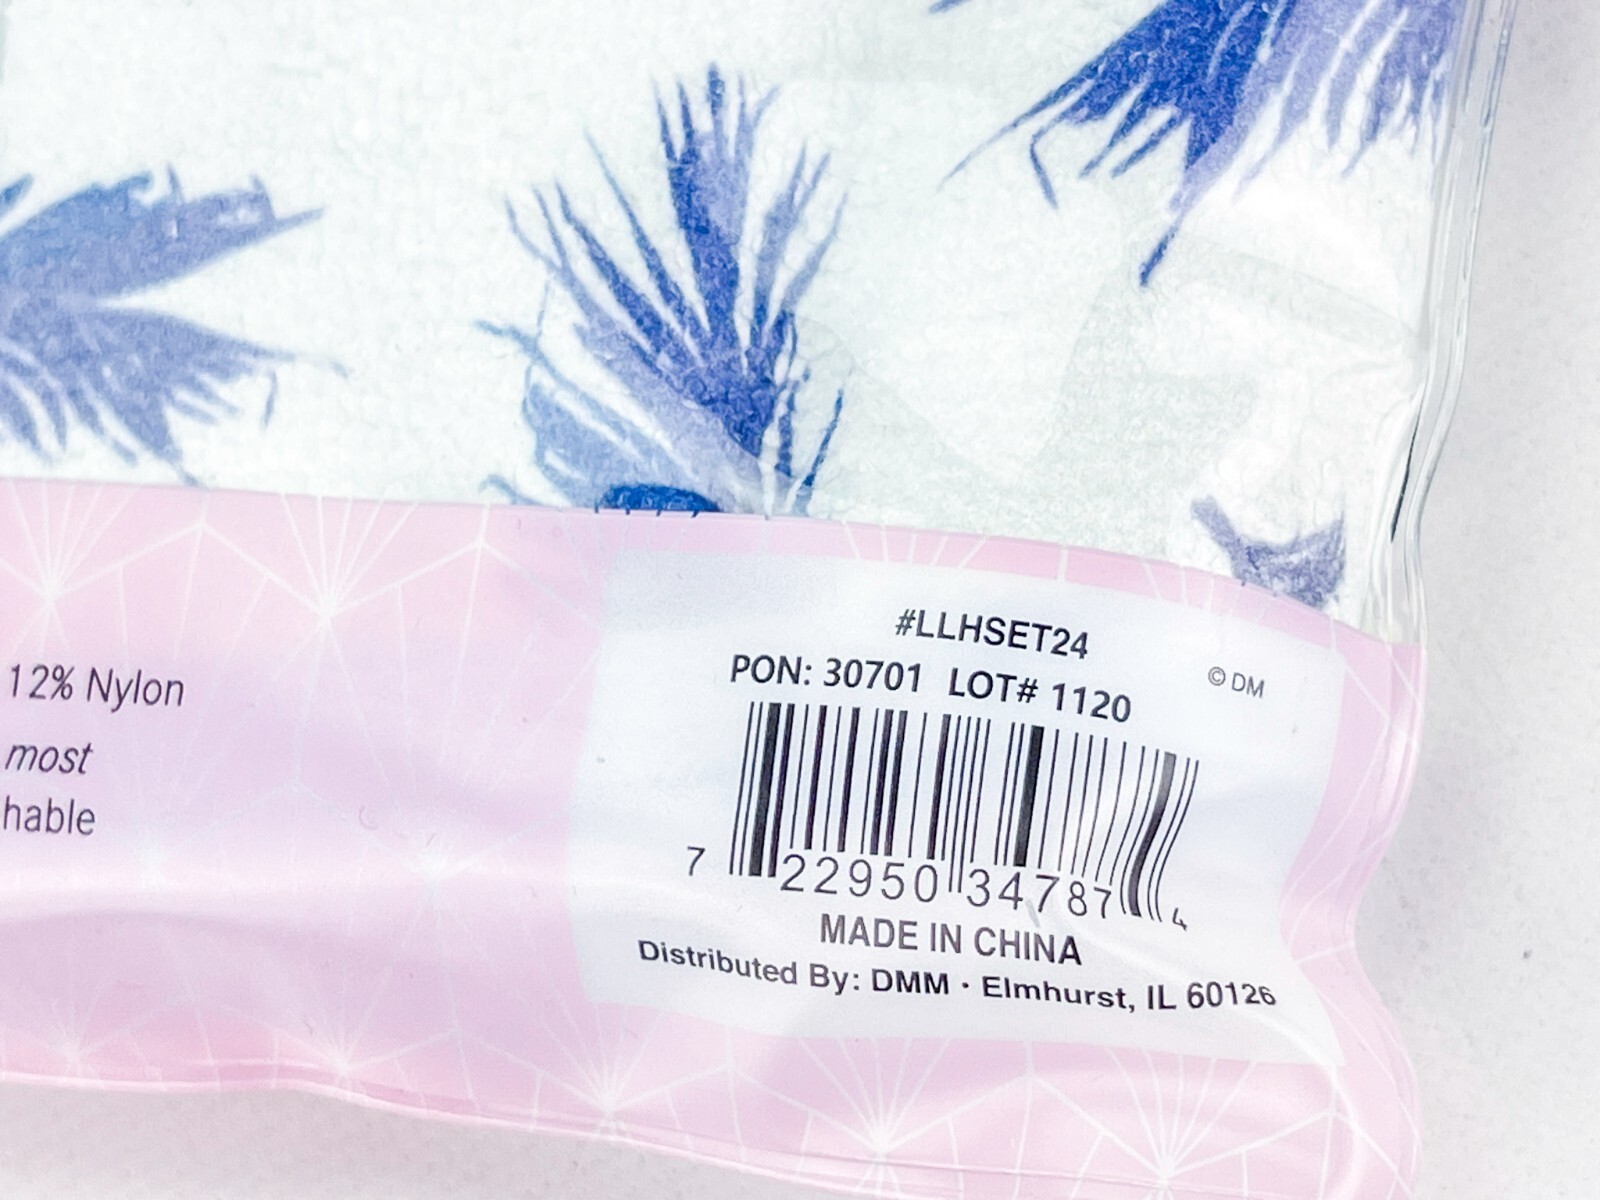 12% Nylon
most
hable
#LLHSET24
PON: 30701 LOT# 1120
© DM
7 22950 34787 4
MADE IN CHINA
Distributed By: DMM · Elmhurst, IL 60126